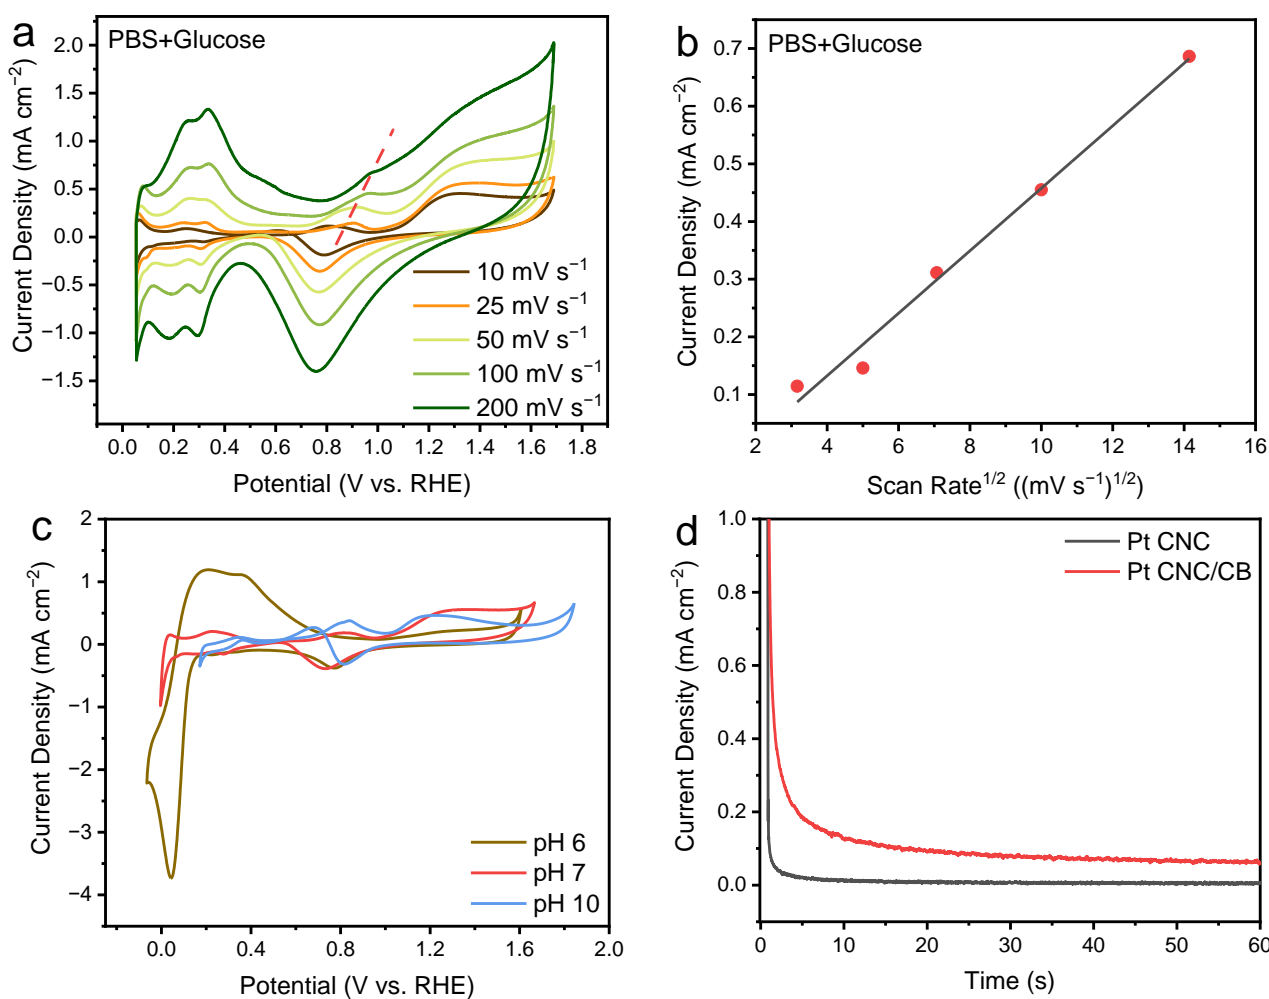 a
PBS+Glucose
2.0
1.5
1.0
0.5
0.0
−0.5
−1.0
−1.5
Current Density (mA cm⁻²)
10 mV s⁻¹
25 mV s⁻¹
50 mV s⁻¹
100 mV s⁻¹
200 mV s⁻¹
0.0 0.2 0.4 0.6 0.8 1.0 1.2 1.4 1.6 1.8
Potential (V vs. RHE)
b
PBS+Glucose
0.7
0.6
0.5
0.4
0.3
0.2
0.1
Current Density (mA cm⁻²)
2 4 6 8 10 12 14 16
Scan Rate¹ᐟ² ((mV s⁻¹)¹ᐟ²)
c
2
1
0
−1
−2
−3
−4
Current Density (mA cm⁻²)
pH 6
pH 7
pH 10
0.0 0.4 0.8 1.2 1.6 2.0
Potential (V vs. RHE)
d
1.0
0.8
0.6
0.4
0.2
0.0
Current Density (mA cm⁻²)
Pt CNC
Pt CNC/CB
0 10 20 30 40 50 60
Time (s)